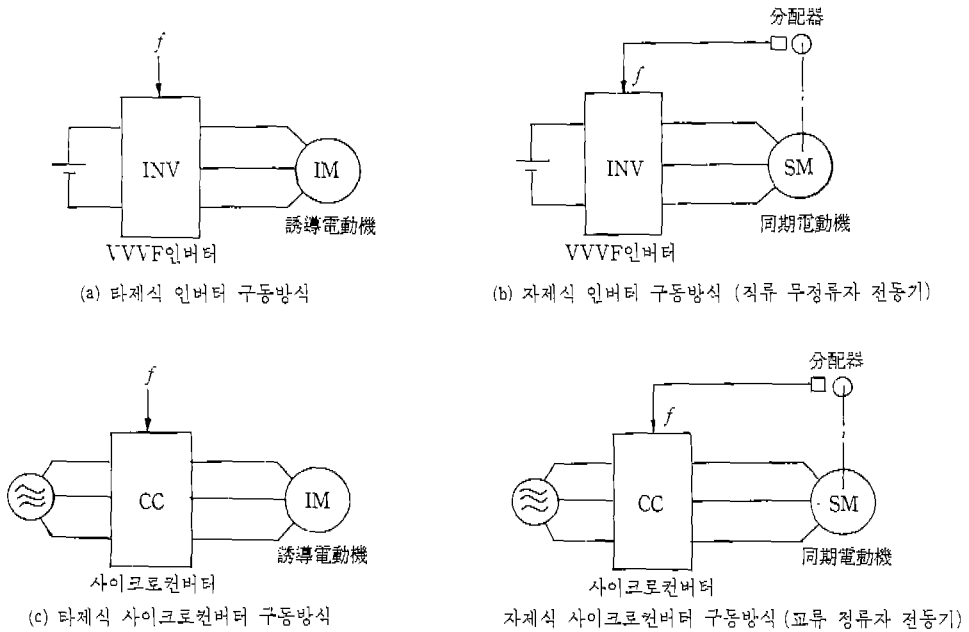 f
INV
IM
誘導電動機
VVVF인버터
(a) 타제식 인버터 구동방식
分配器
f
INV
SM
同期電動機
VVVF인버터
(b) 자제식 인버터 구동방식 (직류 무정류자 전동기)
f
CC
IM
誘導電動機
사이크로컨버터
(c) 타제식 사이크로컨버터 구동방식
分配器
f
CC
SM
同期電動機
사이크로컨버터
자제식 사이크로컨버터 구동방식 (교류 정류자 전동기)